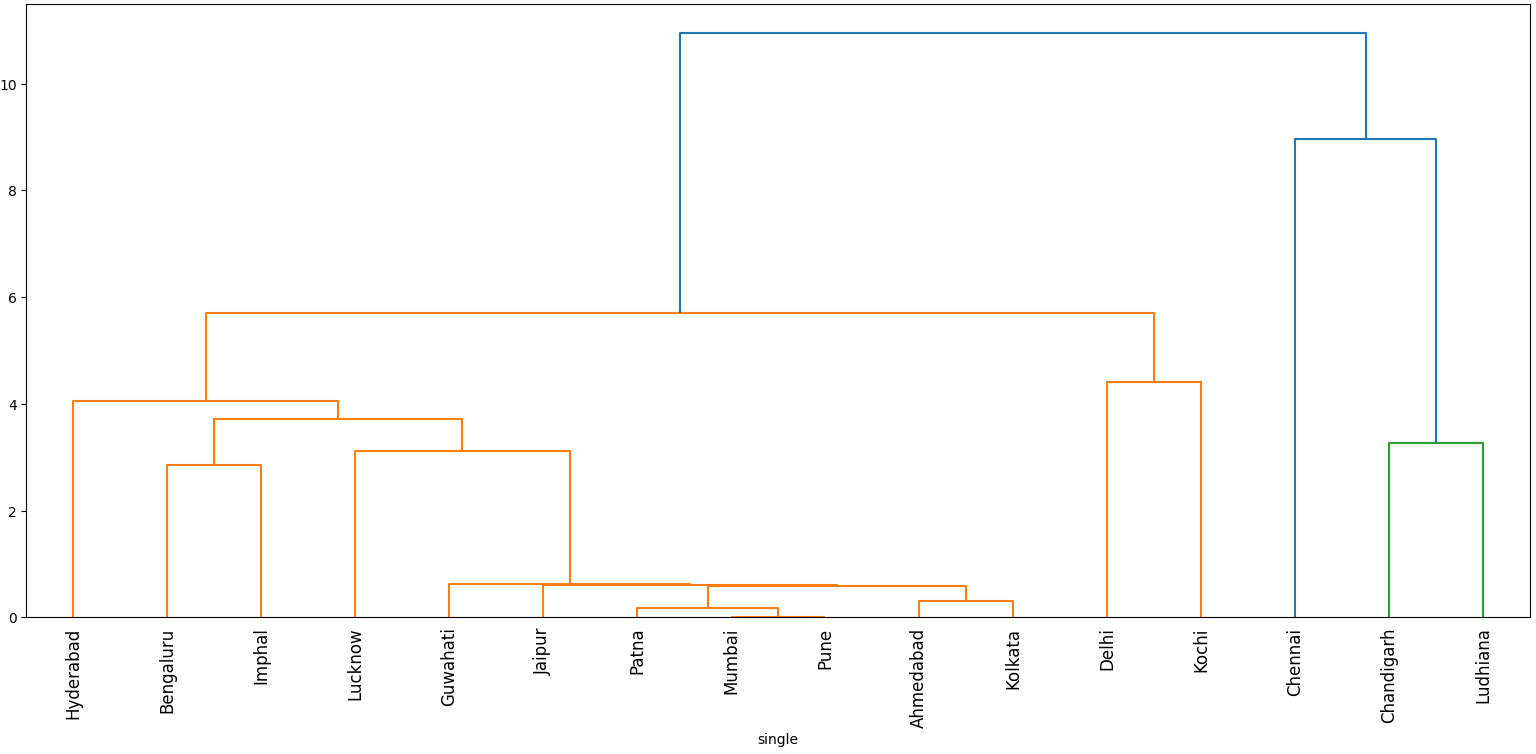 10
8
6
4
2
0
Hyderabad
Bengaluru
Imphal
Lucknow
Guwahati
Jaipur
Patna
Mumbai
Pune
Ahmedabad
Kolkata
Delhi
Kochi
Chennai
Chandigarh
Ludhiana
single